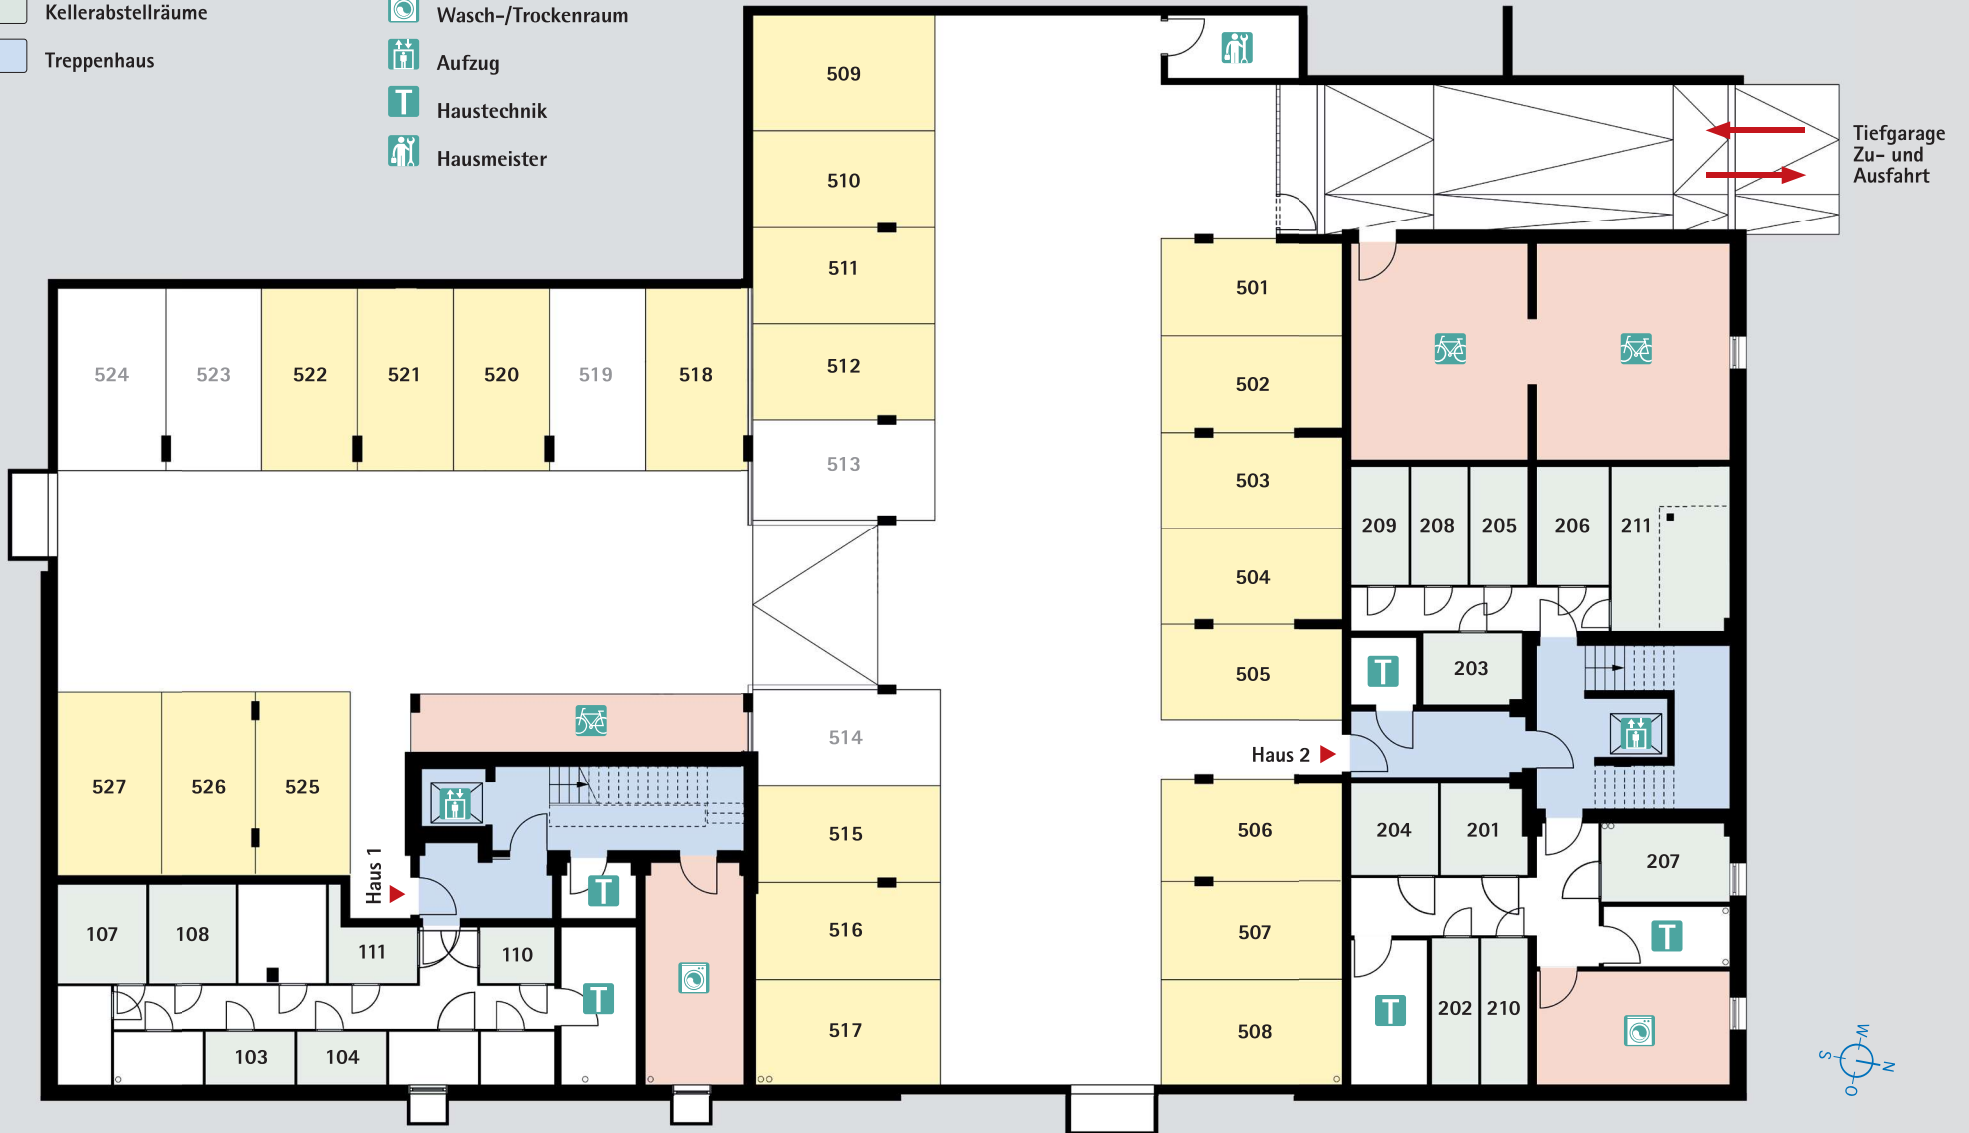 Kellerabstellräume
Treppenhaus
Wasch-/Trockenraum
Aufzug
T Haustechnik
Hausmeister
Tiefgarage
Zu- und
Ausfahrt
509
510
511
512
513
501
502
503
504
505
524
523
522
521
520
519
518
209
208
205
206
211
T
203
514
515
516
517
Haus 2
506
507
508
527
526
525
Haus 1
T
204
201
207
T
107
108
111
110
T
103
104
T
202
210
W
S
N
O